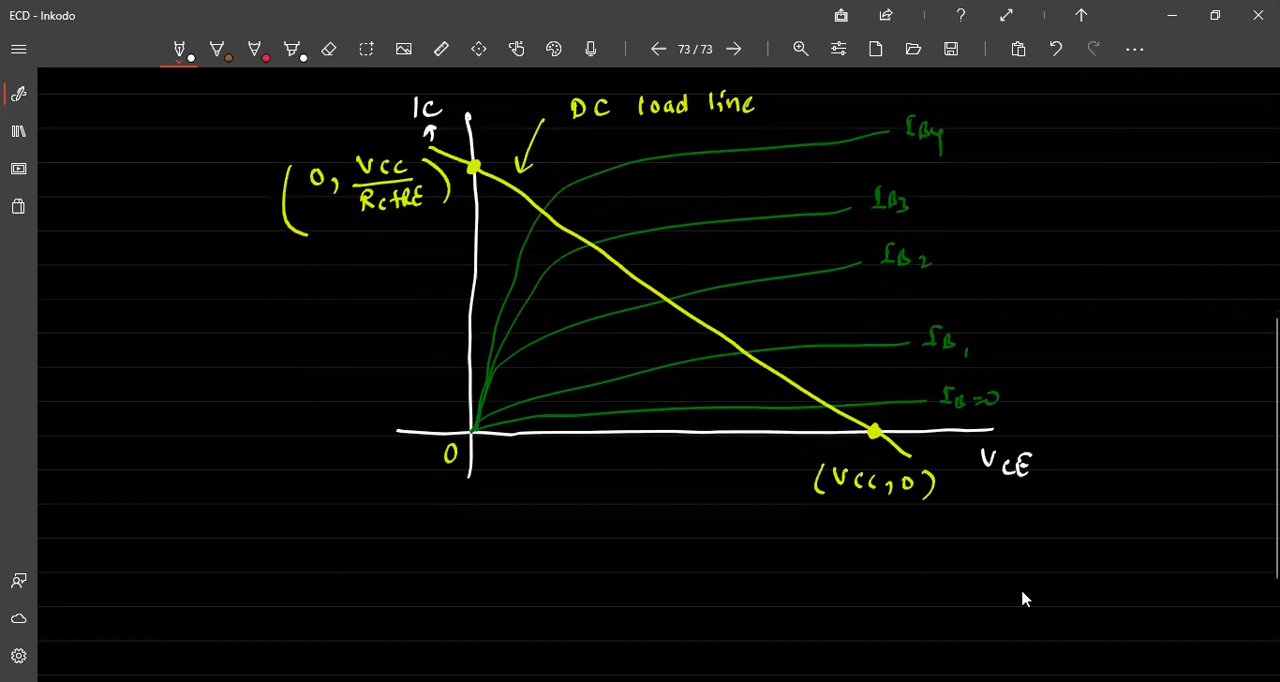 ECD - Inkodo
73 / 73
IC
DC load line
(0, VCC/RC+RE)
IB4
IB3
IB2
IB1
IB=0
0
VCE
(VCC, 0)